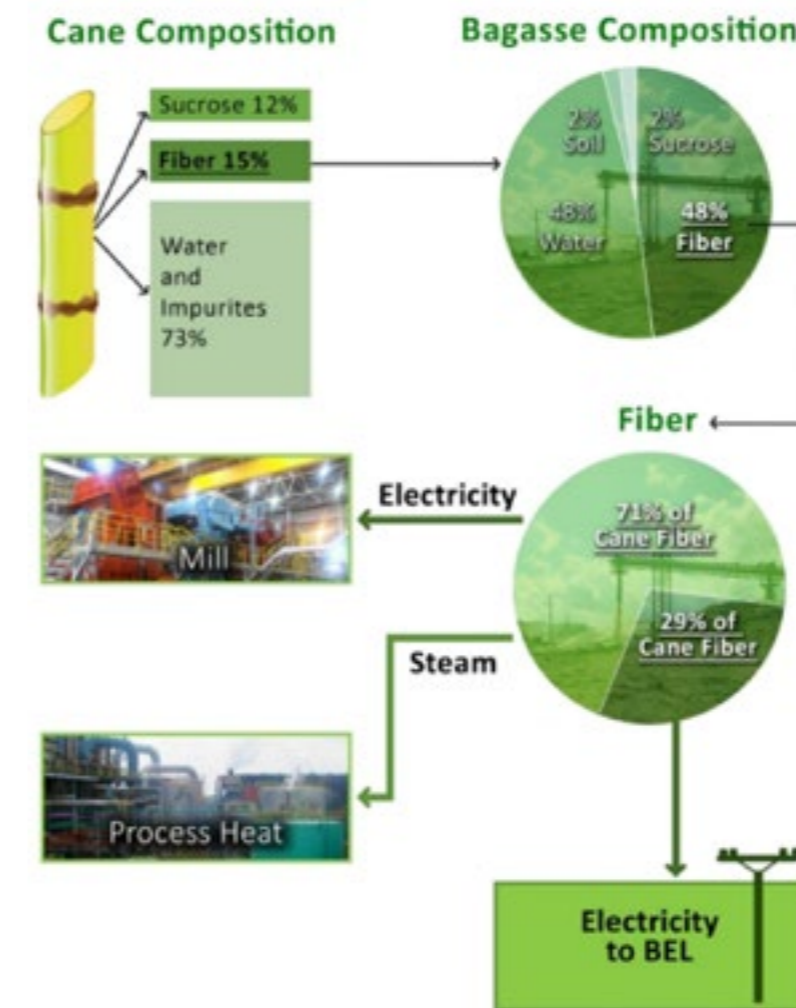 Cane Composition
Sucrose 12%
Fiber 15%
Water
and
Impurites
73%
Bagasse Composition
2%
Soil
2%
Sucrose
48%
Water
48%
Fiber
Fiber
71% of
Cane Fiber
29% of
Cane Fiber
Electricity
Mill
Steam
Process Heat
Electricity
to BEL